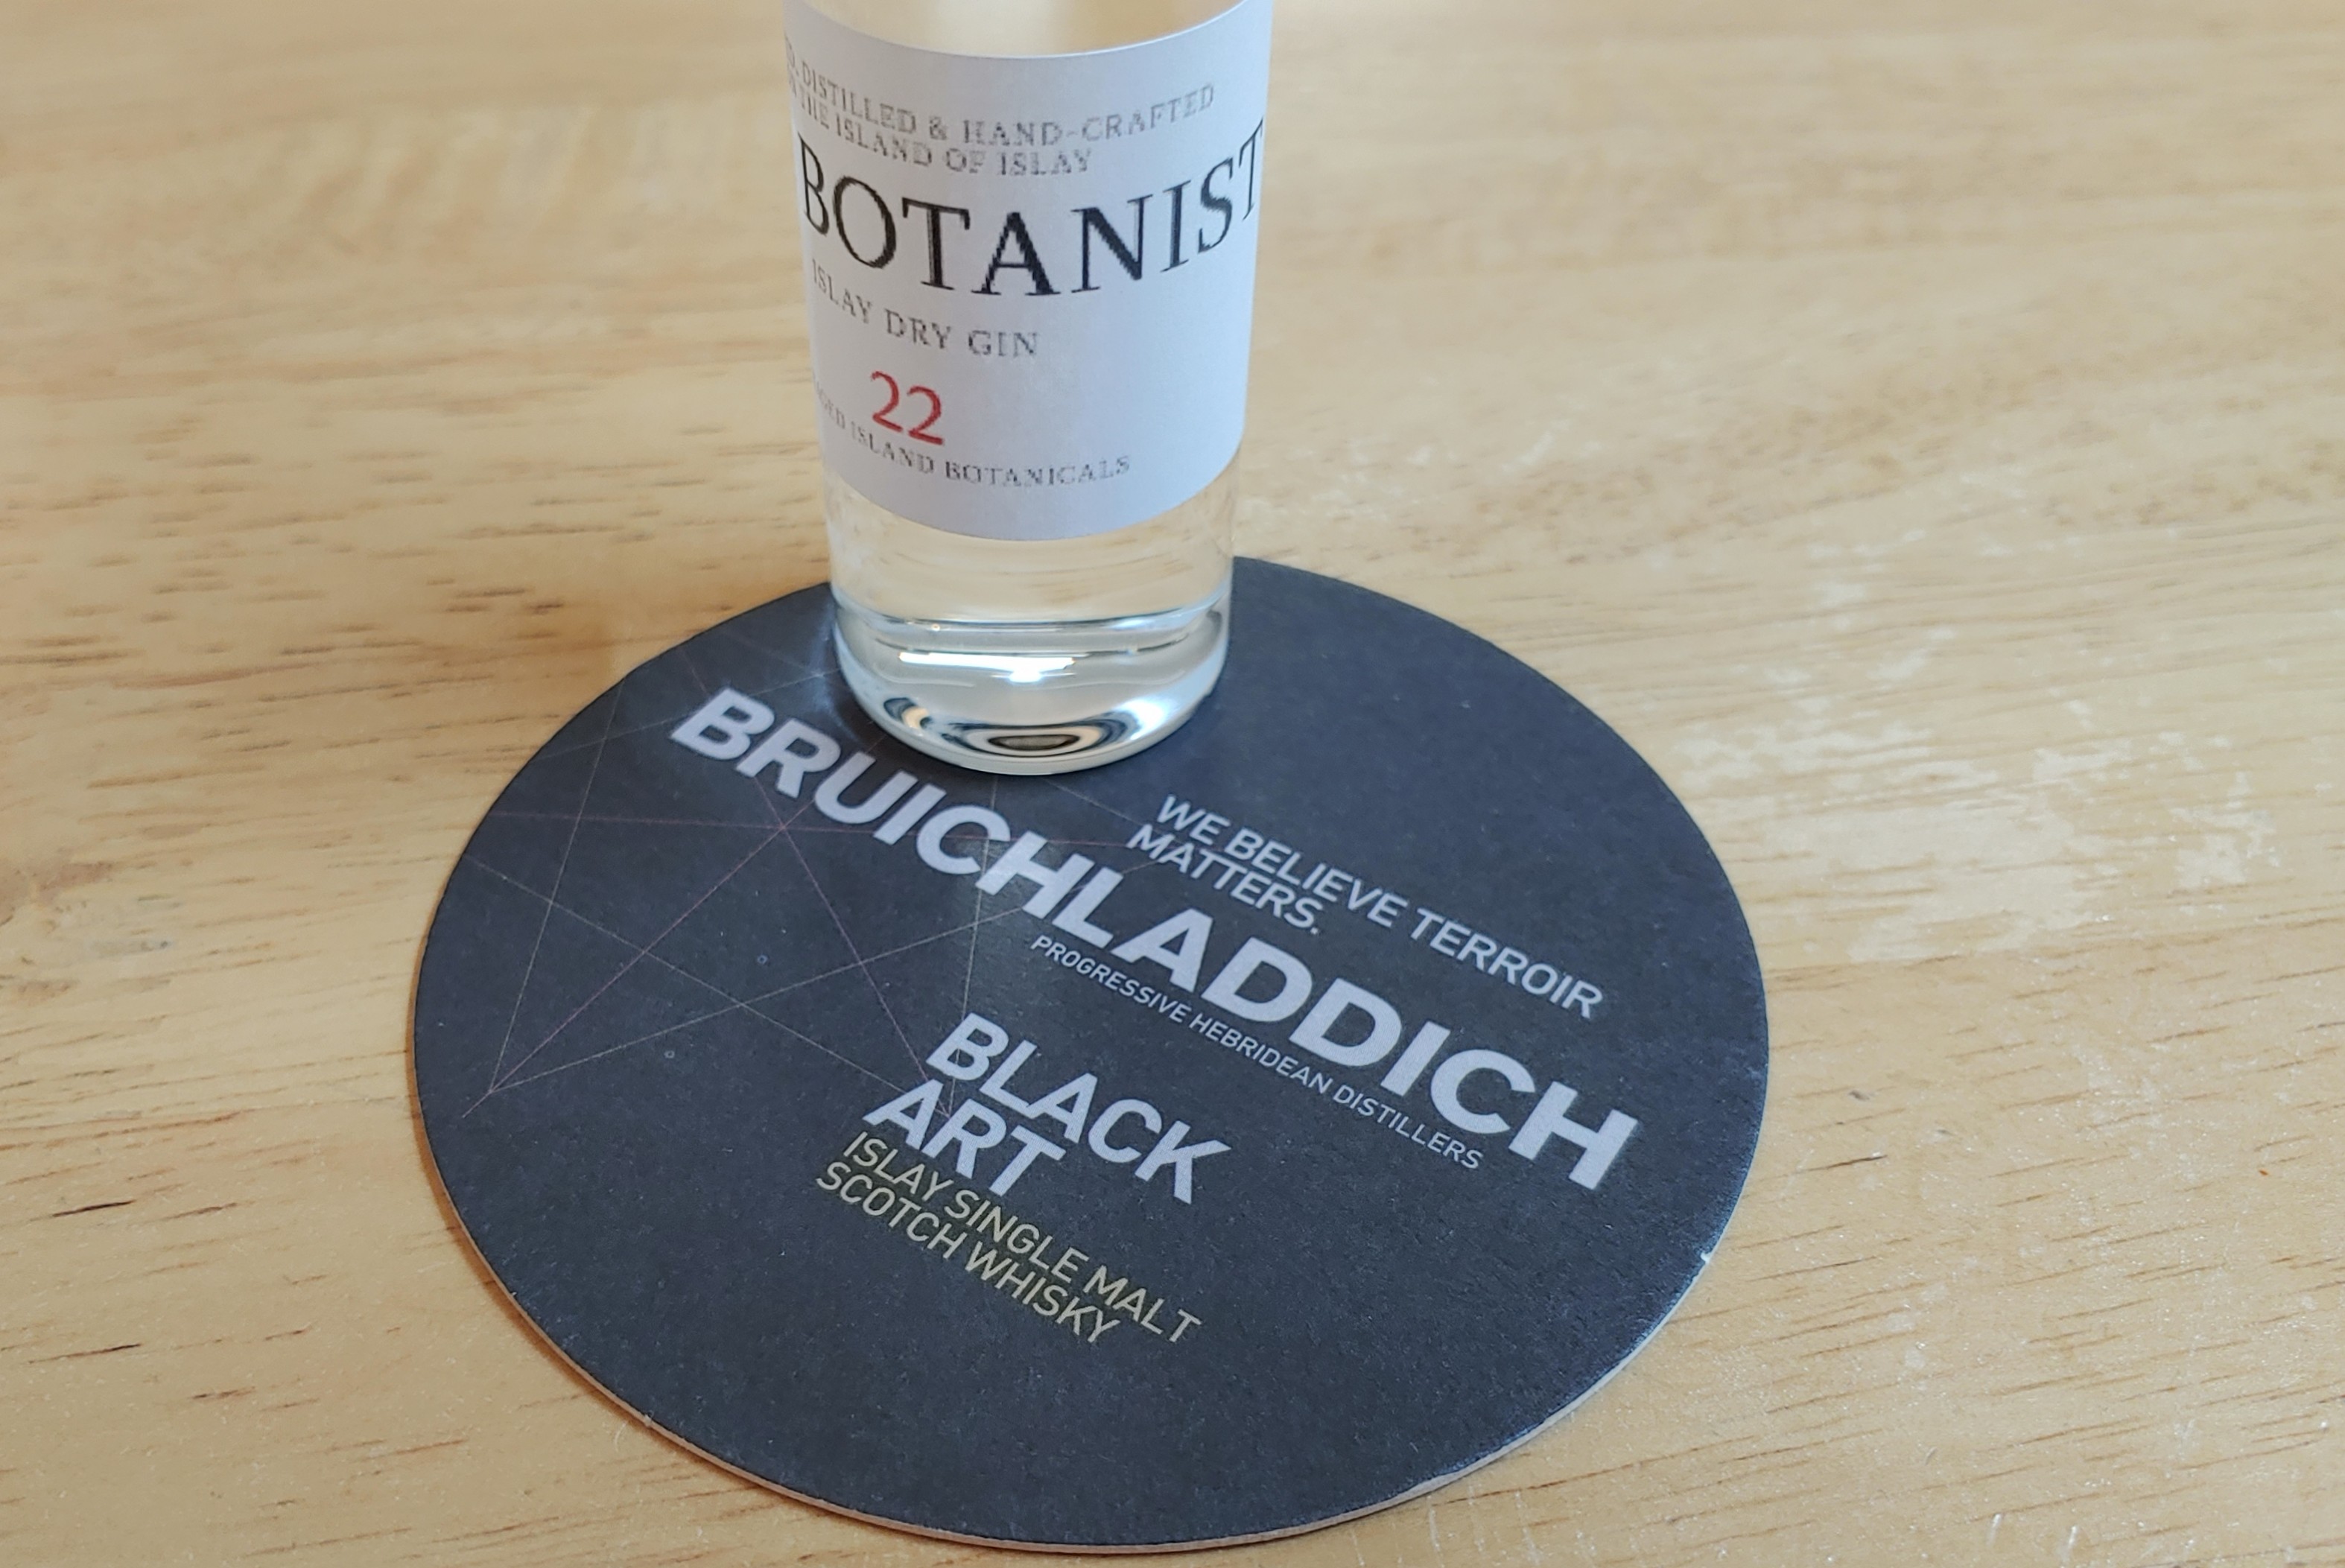 DISTILLED & HAND-CRAFTED
THE ISLAND OF ISLAY
BOTANIST
ISLAY DRY GIN
22
ISLAND BOTANICALS
WE BELIEVE TERROIR
MATTERS.
BRUICHLADDICH
PROGRESSIVE HEBRIDEAN DISTILLERS
BLACK
ART
ISLAY SINGLE MALT
SCOTCH WHISKY